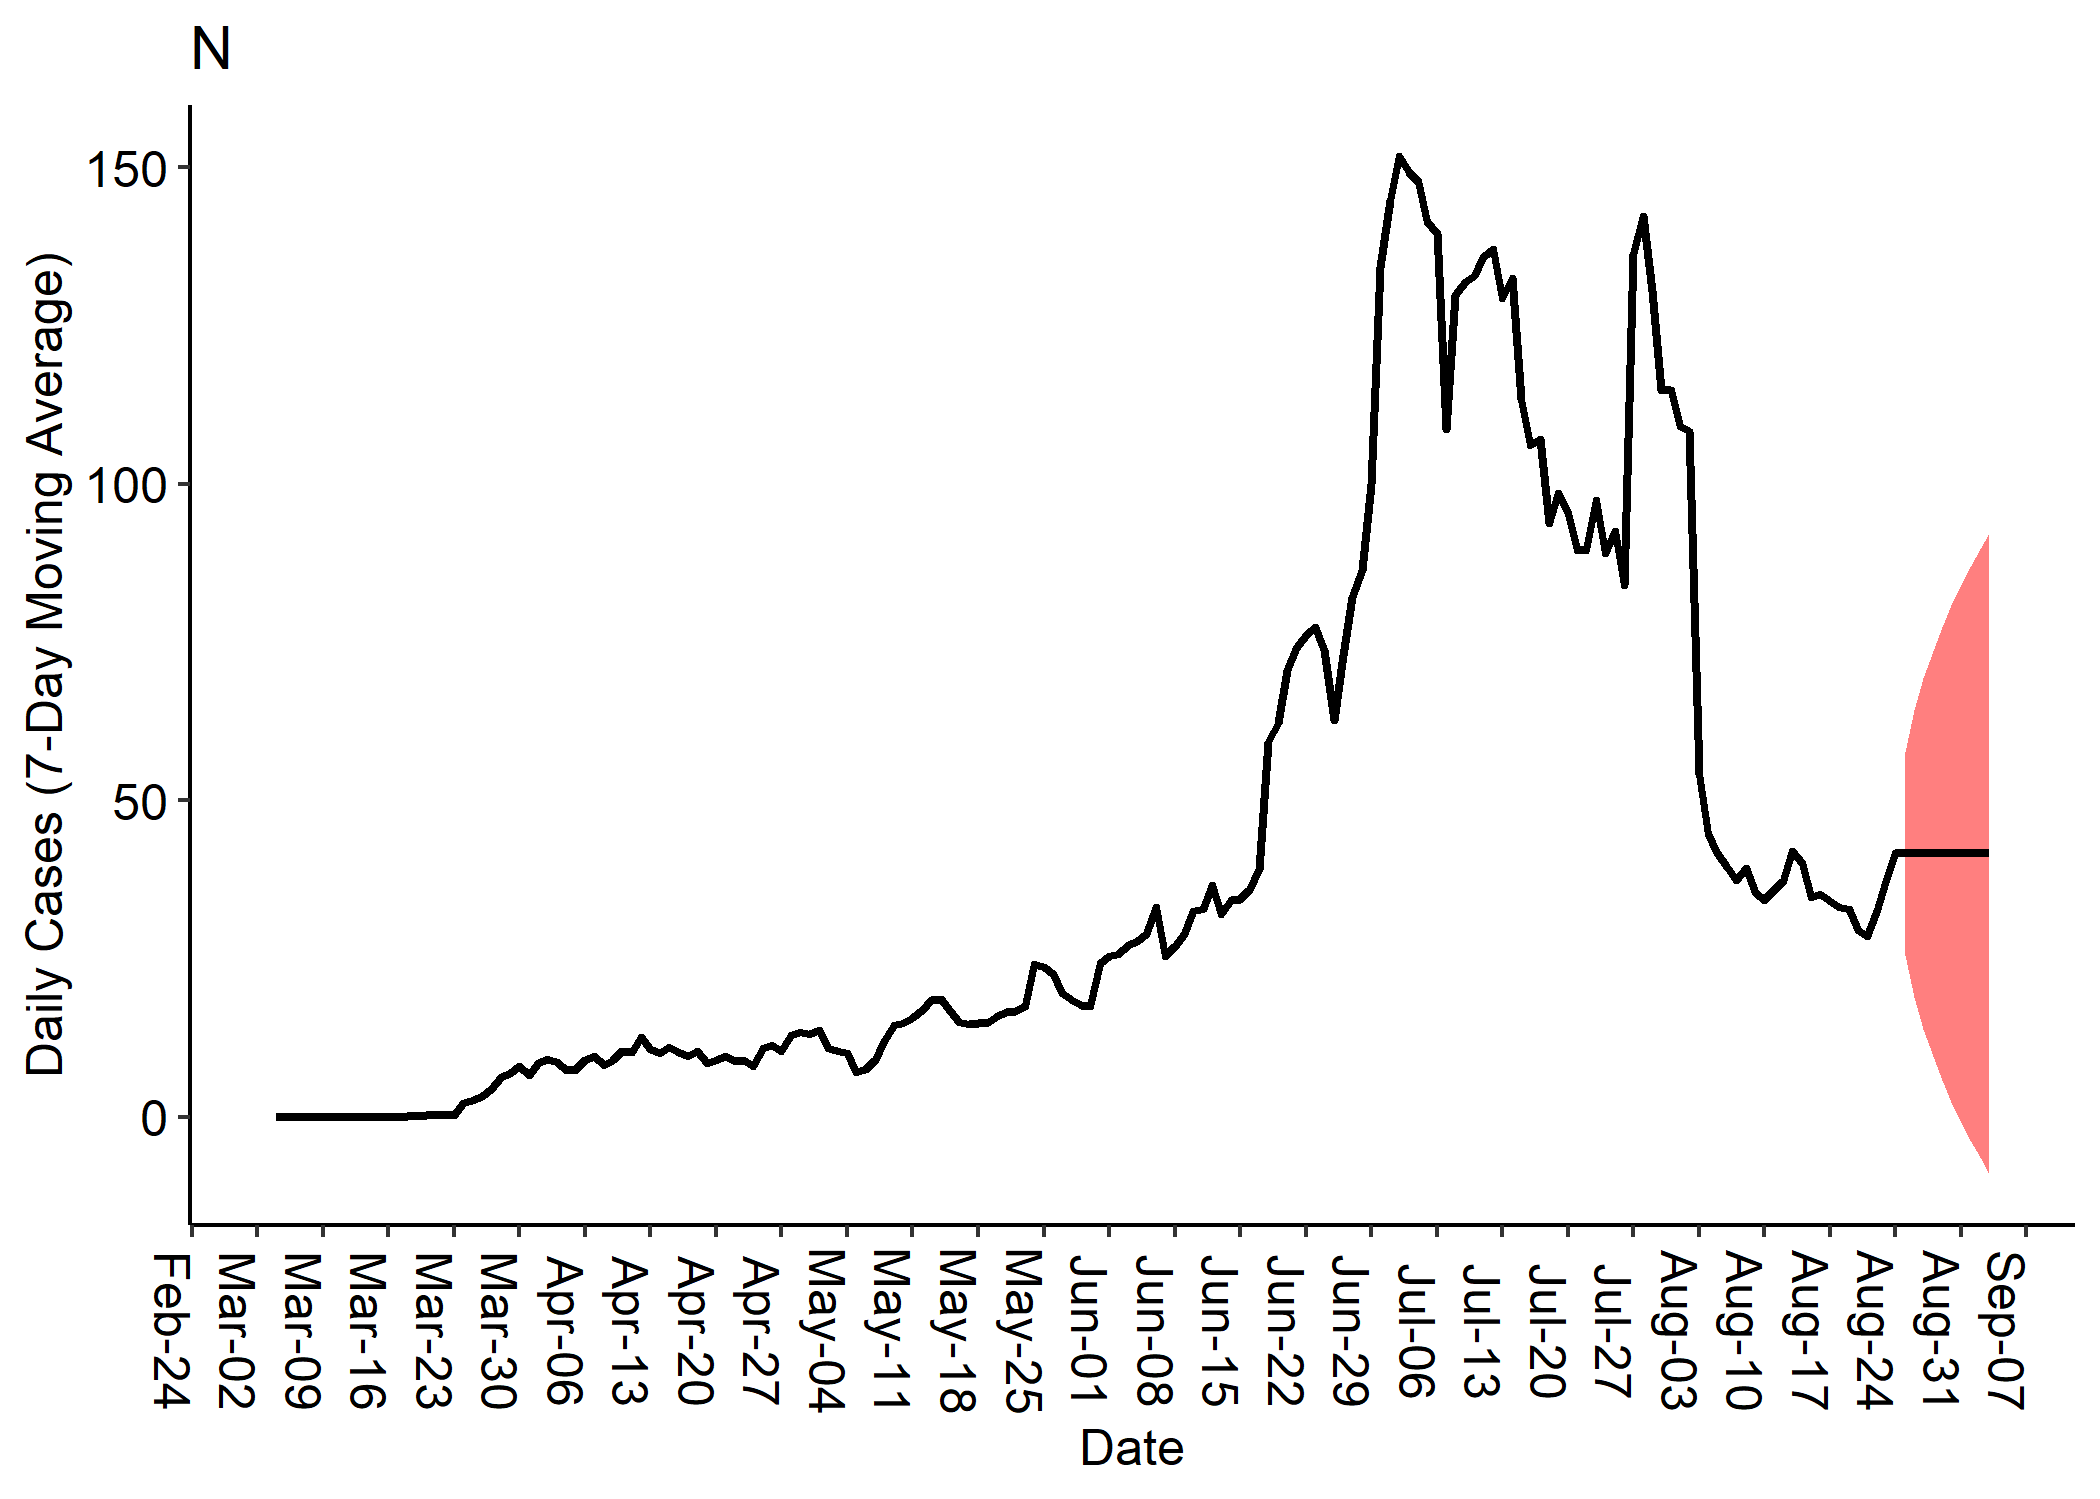 N
Daily Cases (7-Day Moving Average)
150
100
50
0
Feb-24
Mar-02
Mar-09
Mar-16
Mar-23
Mar-30
Apr-06
Apr-13
Apr-20
Apr-27
May-04
May-11
May-18
May-25
Jun-01
Jun-08
Jun-15
Jun-22
Jun-29
Jul-06
Jul-13
Jul-20
Jul-27
Aug-03
Aug-10
Aug-17
Aug-24
Aug-31
Sep-07
Date